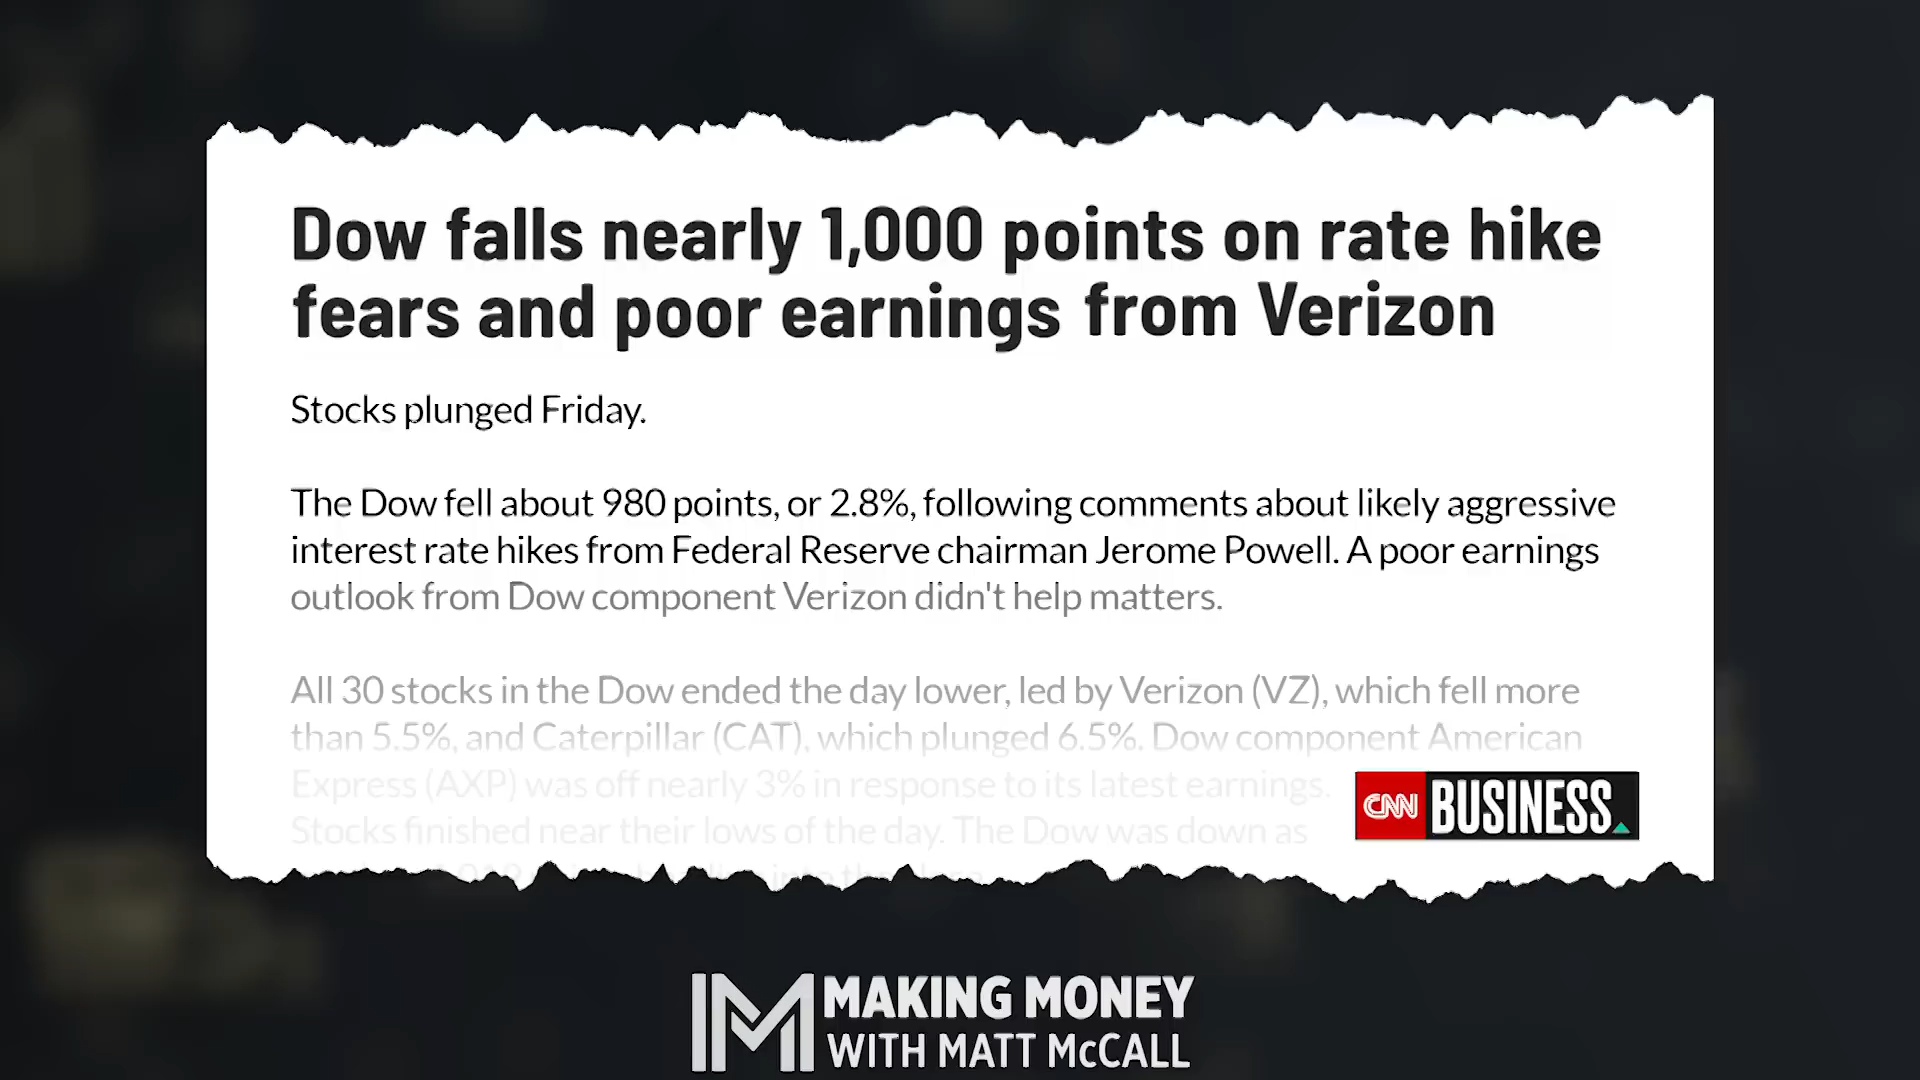 Dow falls nearly 1,000 points on rate hike
fears and poor earnings from Verizon
Stocks plunged Friday.
The Dow fell about 980 points, or 2.8%, following comments about likely aggressive
interest rate hikes from Federal Reserve chairman Jerome Powell. A poor earnings
outlook from Dow component Verizon didn't help matters.
All 30 stocks in the Dow ended the day lower, led by Verizon (VZ), which fell more
than 5.5%, and Caterpillar (CAT), which plunged 6.5%. Dow component American
Express (AXP) was off nearly 3% in response to its latest earnings.
Stocks finished near their lows of the day. The Dow was down as
CNN BUSINESS
MAKING MONEY
WITH MATT McCALL